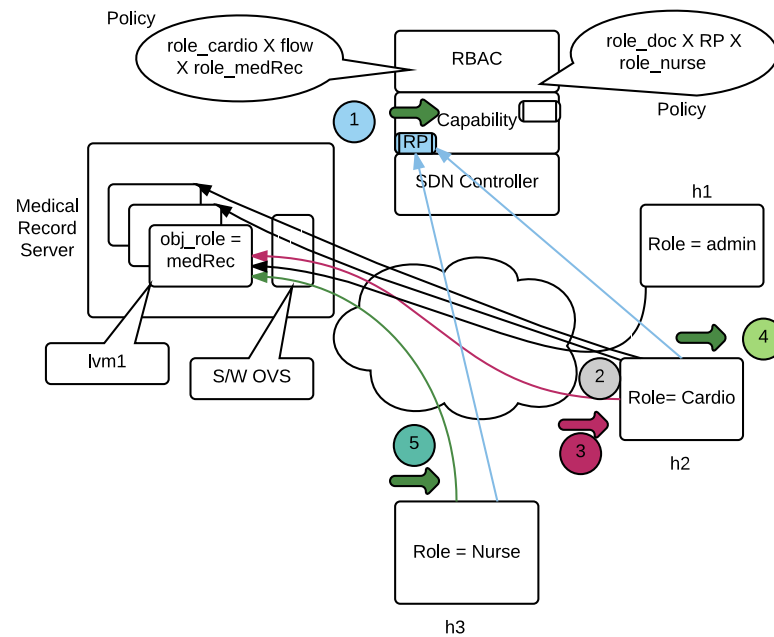 Policy
role_cardio X flow
X role_medRec
RBAC
role_doc X RP X
role_nurse
Policy
1
Capability
RP
SDN Controller
h1
Role = admin
Medical
Record
Server
obj_role =
medRec
lvm1
S/W OVS
4
2
Role= Cardio
3
h2
5
Role = Nurse
h3